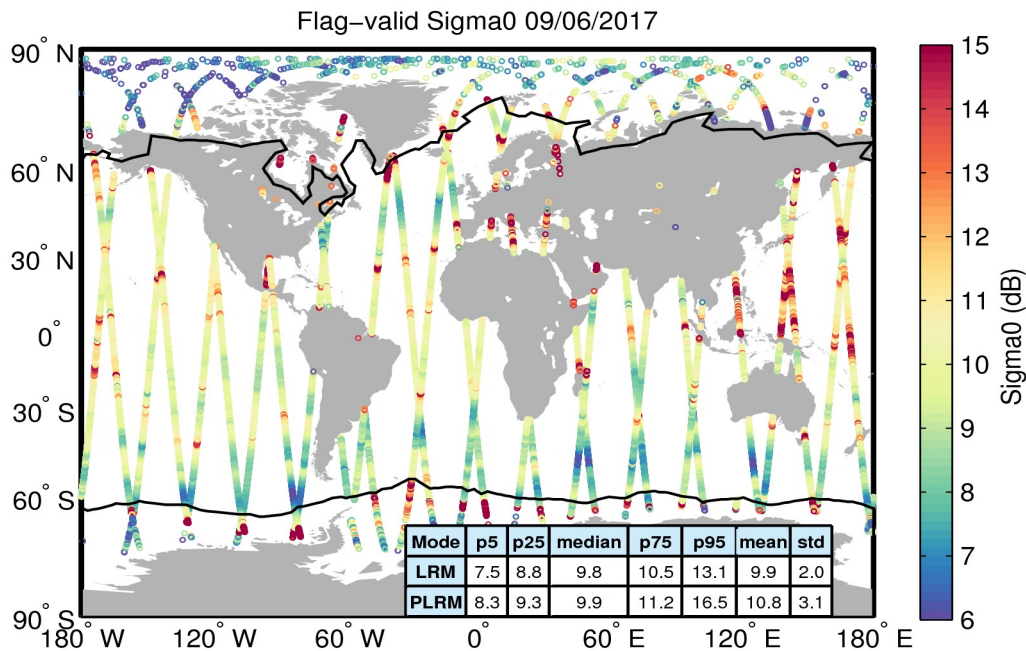 Flag−valid Sigma0 09/06/2017
90° N
60° N
30° N
0°
30° S
60° S
90° S
180° W
120° W
60° W
0°
60° E
120° E
180° E
Mode p5 p25 median p75 p95 mean std
LRM 7.5 8.8 9.8 10.5 13.1 9.9 2.0
PLRM 8.3 9.3 9.9 11.2 16.5 10.8 3.1
15
14
13
12
11
10
9
8
7
6
Sigma0 (dB)